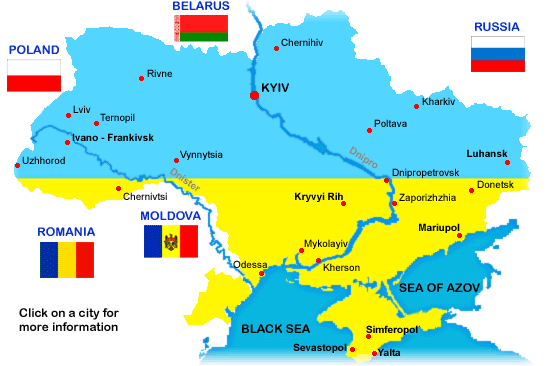 BELARUS
RUSSIA
POLAND
Chernihiv
Rivne
KYIV
Kharkiv
Lviv
Ternopil
Poltava
Ivano - Frankivsk
Dnipro
Uzhhorod
Vynnytsia
Luhansk
Dnister
Dnipropetrovsk
Chernivtsi
Donetsk
Kryvyi Rih
Zaporizhzhia
MOLDOVA
ROMANIA
Mariupol
Mykolayiv
Odessa
Kherson
SEA OF AZOV
Click on a city for
more information
BLACK SEA
Simferopol
Sevastopol
Yalta